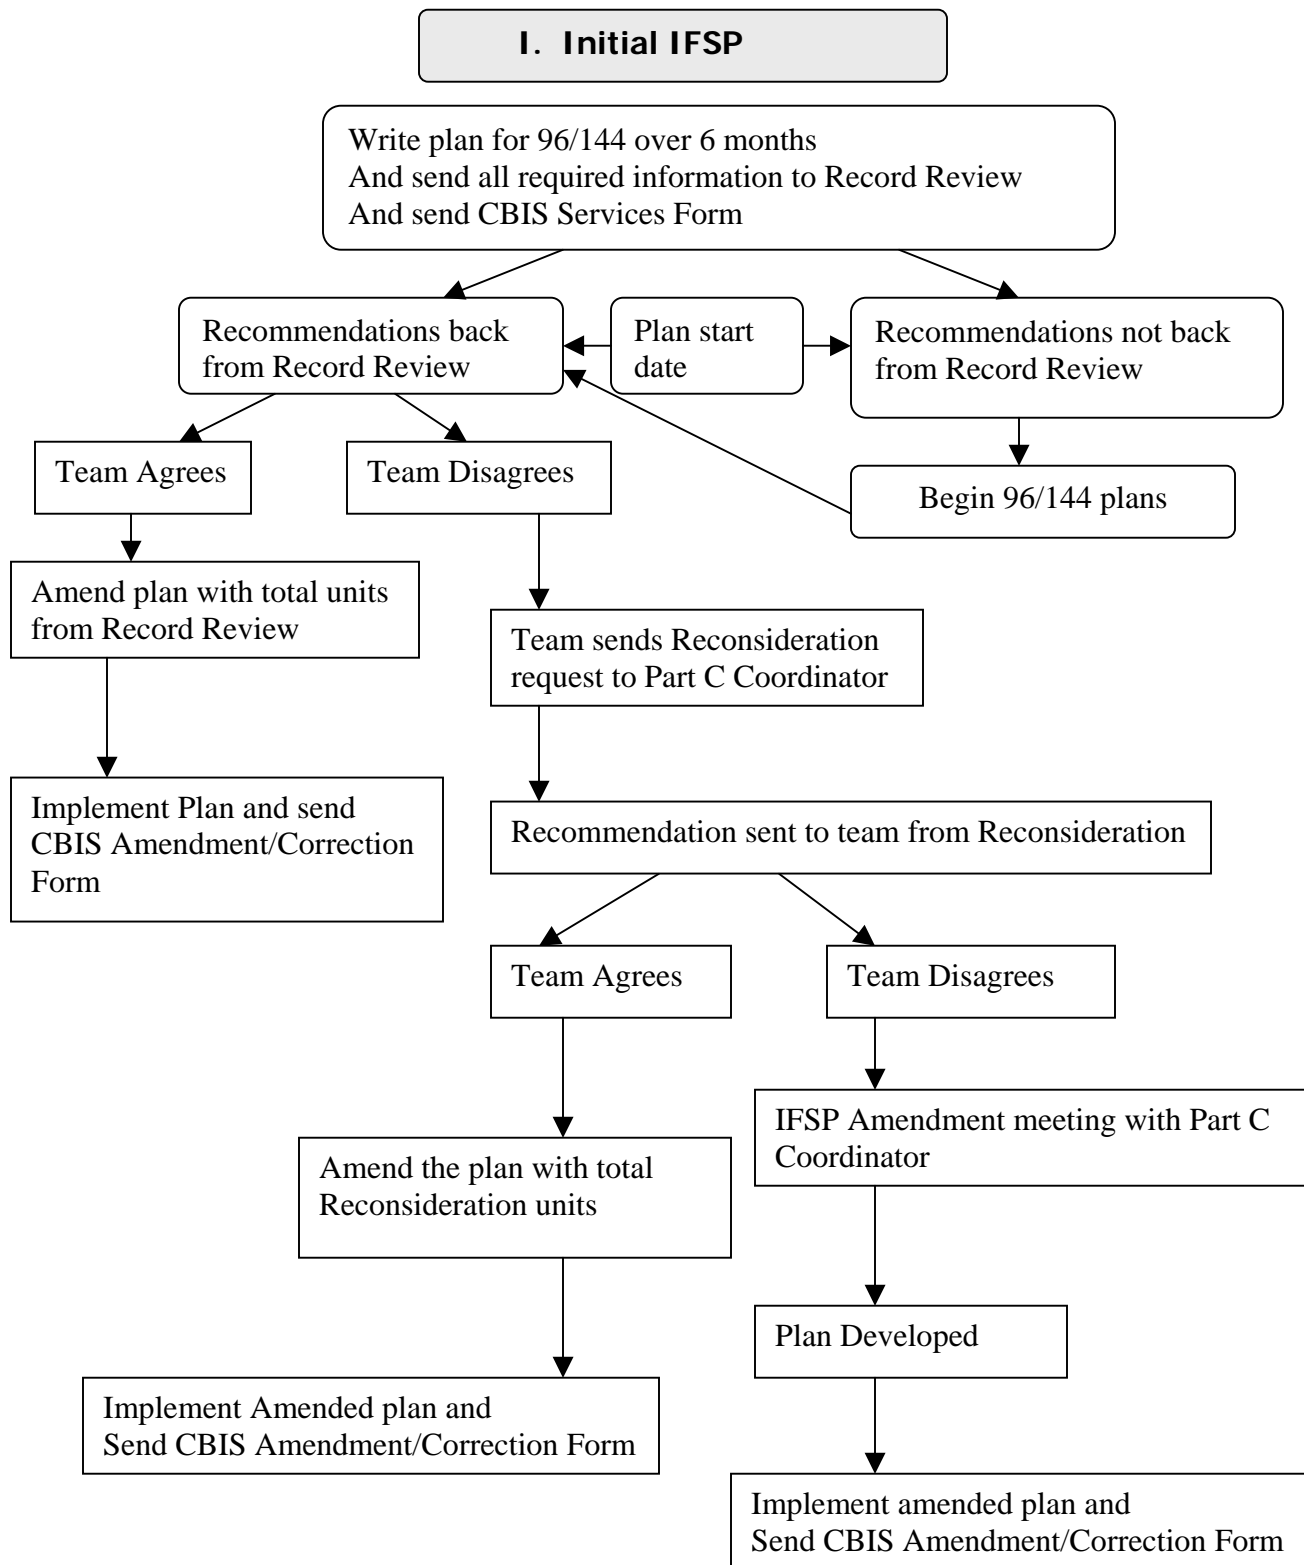 I. Initial IFSP
Write plan for 96/144 over 6 months
And send all required information to Record Review
And send CBIS Services Form
Recommendations back
from Record Review
Plan start
date
Recommendations not back
from Record Review
Team Agrees
Team Disagrees
Begin 96/144 plans
Amend plan with total units
from Record Review
Team sends Reconsideration
request to Part C Coordinator
Implement Plan and send
CBIS Amendment/Correction
Form
Recommendation sent to team from Reconsideration
Team Agrees
Team Disagrees
IFSP Amendment meeting with Part C
Coordinator
Amend the plan with total
Reconsideration units
Plan Developed
Implement Amended plan and
Send CBIS Amendment/Correction Form
Implement amended plan and
Send CBIS Amendment/Correction Form